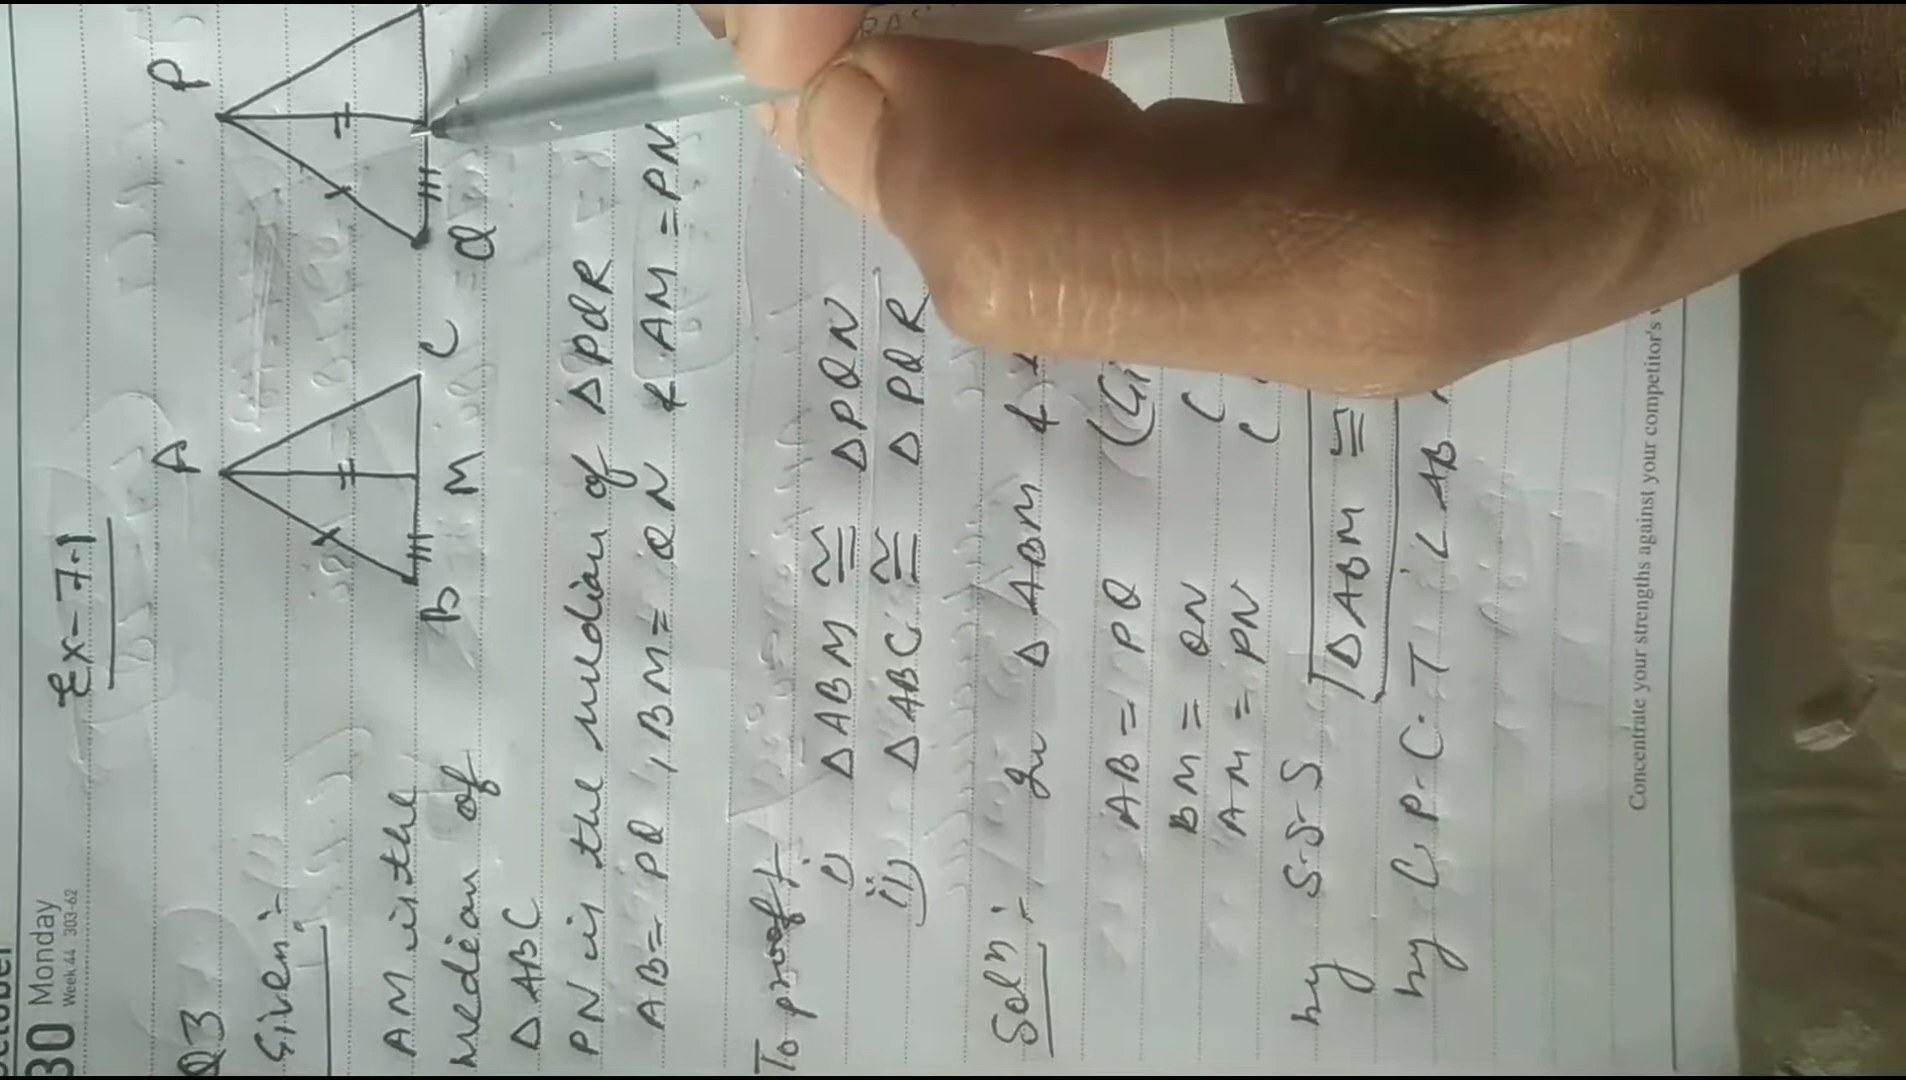 30 Monday
Week 44 303-62
Ex-7.1
Q3
Given:-
A
P
B M C
Q
AM is the
median of
Δ ABC
PN is the median of Δ PQR
AB = PQ , BM = QN & AM = PN
To proof:-
i) Δ ABM ≅ Δ PQN
ii) Δ ABC ≅ Δ PQR
Solⁿ:- In Δ ABM &
AB = PQ (Gi
BM = QN (
AM = PN (
by S-S-S
Δ ABM ≅
by C.P.C.T ∠ AB
Concentrate your strengths against your competitor's